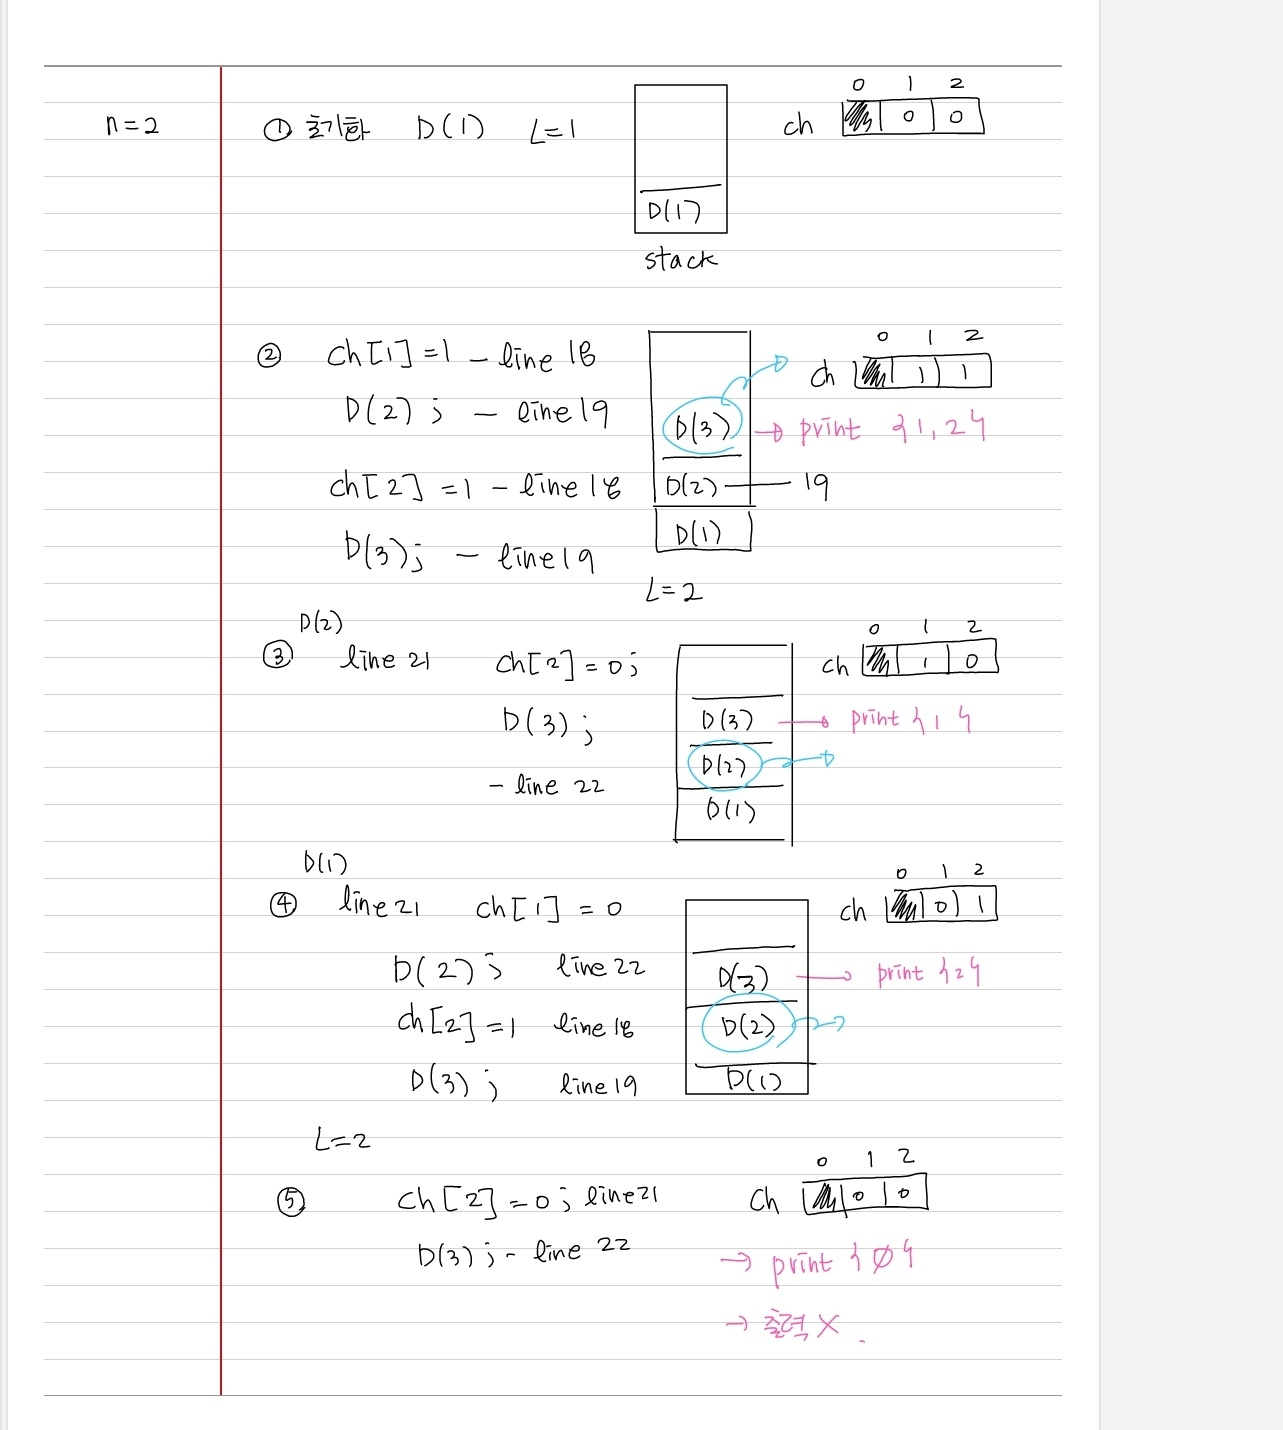 n=2
① 초기화 D(1) L=1
0 1 2
ch 0 0
D(1)
stack
② ch[1]=1 - line 18
D(2); - line 19
ch[2]=1 - line 18
D(3); - line 19
0 1 2
ch 1 1
D(3) → print {1,2}
D(2) — 19
D(1)
L=2
D(2)
③ line 21 ch[2]=0;
D(3);
- line 22
0 1 2
ch 1 0
D(3) → print {1}
D(2)
D(1)
D(1)
④ line 21 ch[1]=0
D(2); line 22
ch[2]=1 line 18
D(3); line 19
0 1 2
ch 0 1
D(3) → print {2}
D(2)
D(1)
L=2
⑤ ch[2]=0; line 21
D(3); - line 22
0 1 2
ch 0 0
→ print {∅}
→ 출력 X.